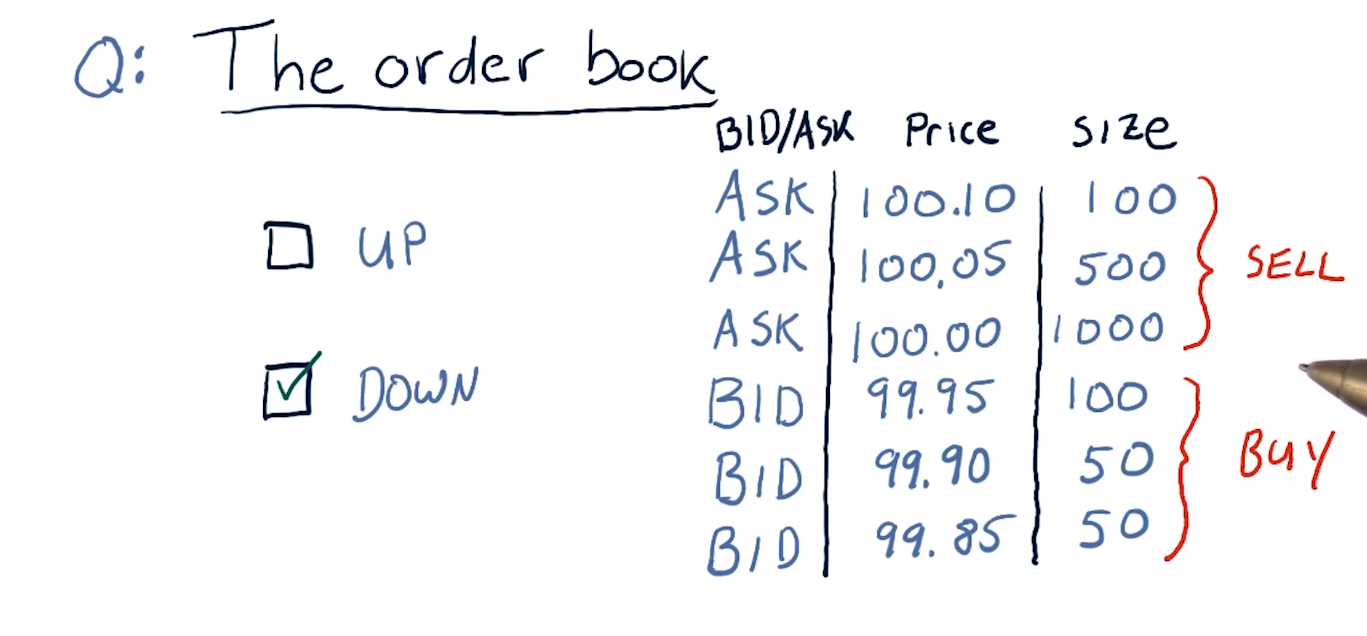 Q: The order book
BID/ASK Price SIZE
ASK 100.10 100
UP
ASK 100.05 500
SELL
ASK 100.00 1000
DOWN
BID 99.95 100
BID 99.90 50
BUY
BID 99.85 50